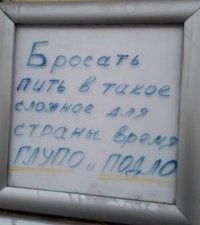 Бросать
пить в такое
сложное для
страны время
ГЛУПО и ПОДЛО